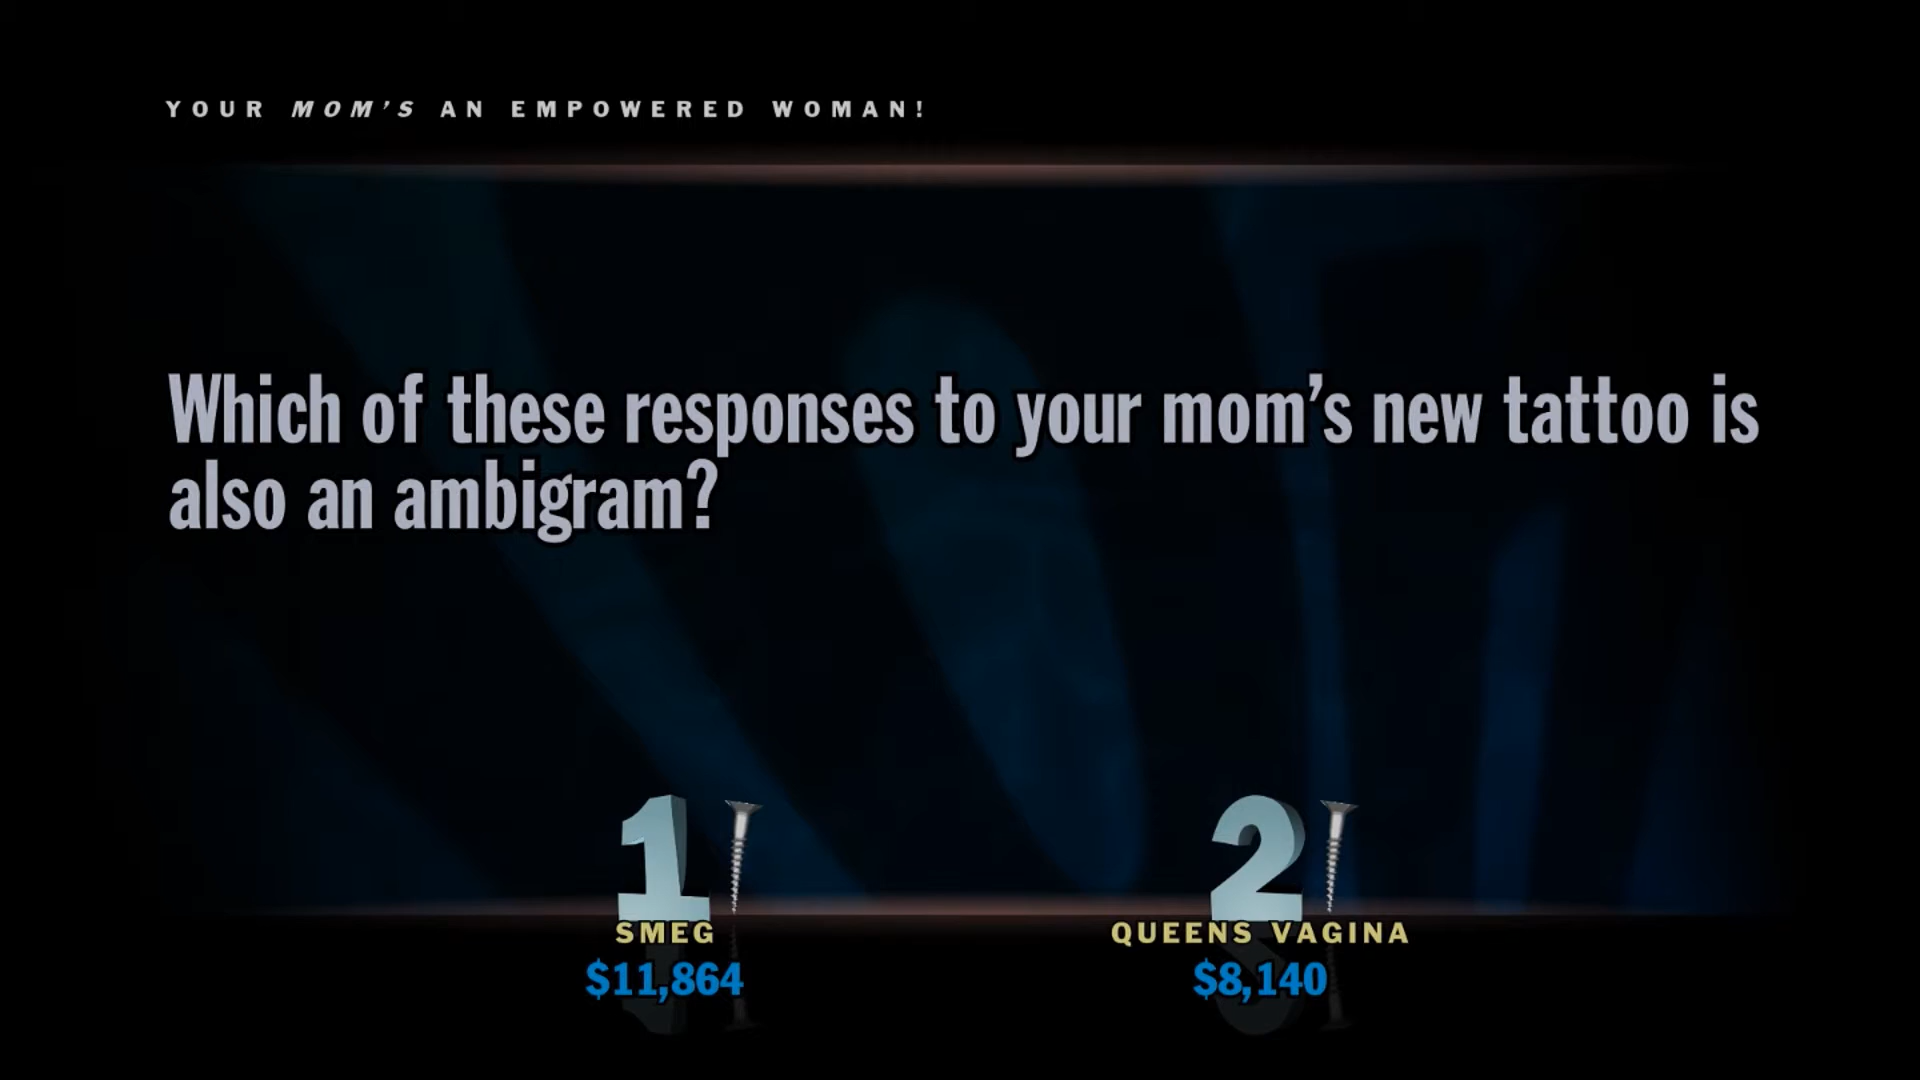 YOUR MOM'S AN EMPOWERED WOMAN!
Which of these responses to your mom's new tattoo is
also an ambigram?
1 2
SMEG QUEENS VAGINA
$11,864 $8,140